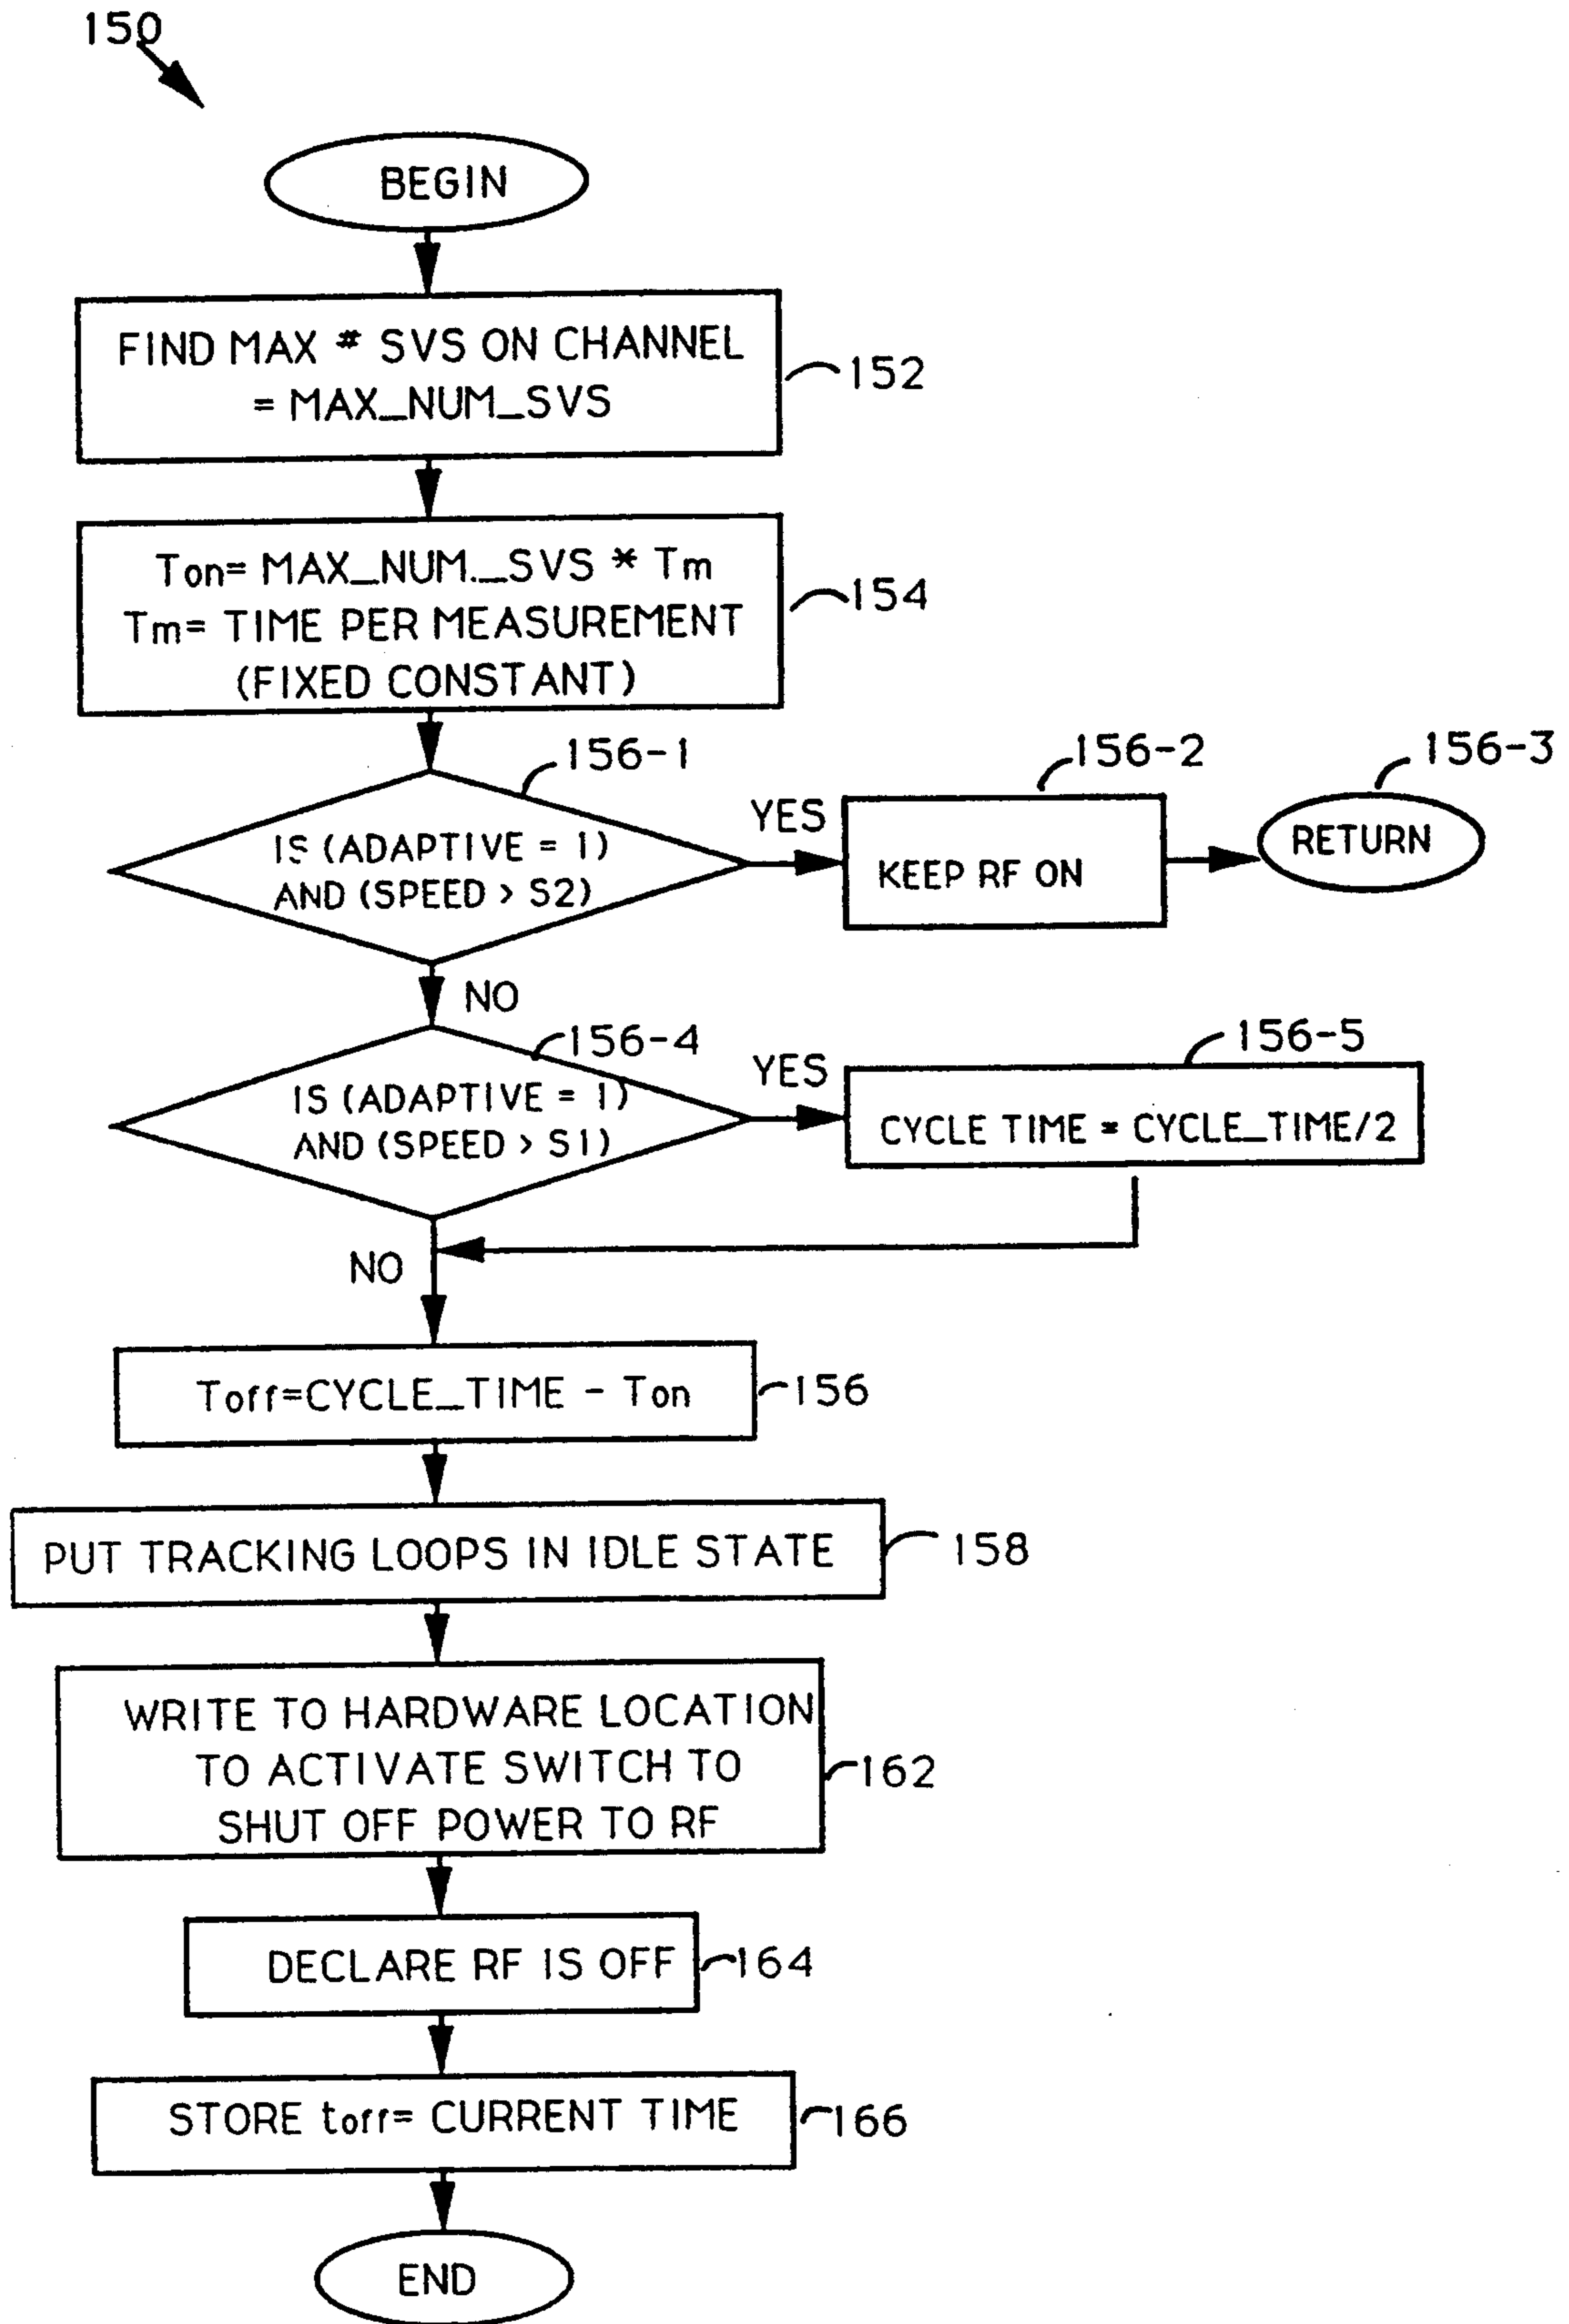 150
BEGIN
FIND MAX # SVS ON CHANNEL
= MAX_NUM_SVS
152
Ton= MAX_NUM._SVS * Tm
Tm= TIME PER MEASUREMENT
(FIXED CONSTANT)
154
156-1
IS (ADAPTIVE = 1)
AND (SPEED > S2)
YES
156-2
KEEP RF ON
156-3
RETURN
NO
156-4
IS (ADAPTIVE = 1)
AND (SPEED > S1)
YES
156-5
CYCLE TIME = CYCLE_TIME/2
NO
Toff=CYCLE_TIME - Ton
156
PUT TRACKING LOOPS IN IDLE STATE
158
WRITE TO HARDWARE LOCATION
TO ACTIVATE SWITCH TO
SHUT OFF POWER TO RF
162
DECLARE RF IS OFF
164
STORE toff= CURRENT TIME
166
END